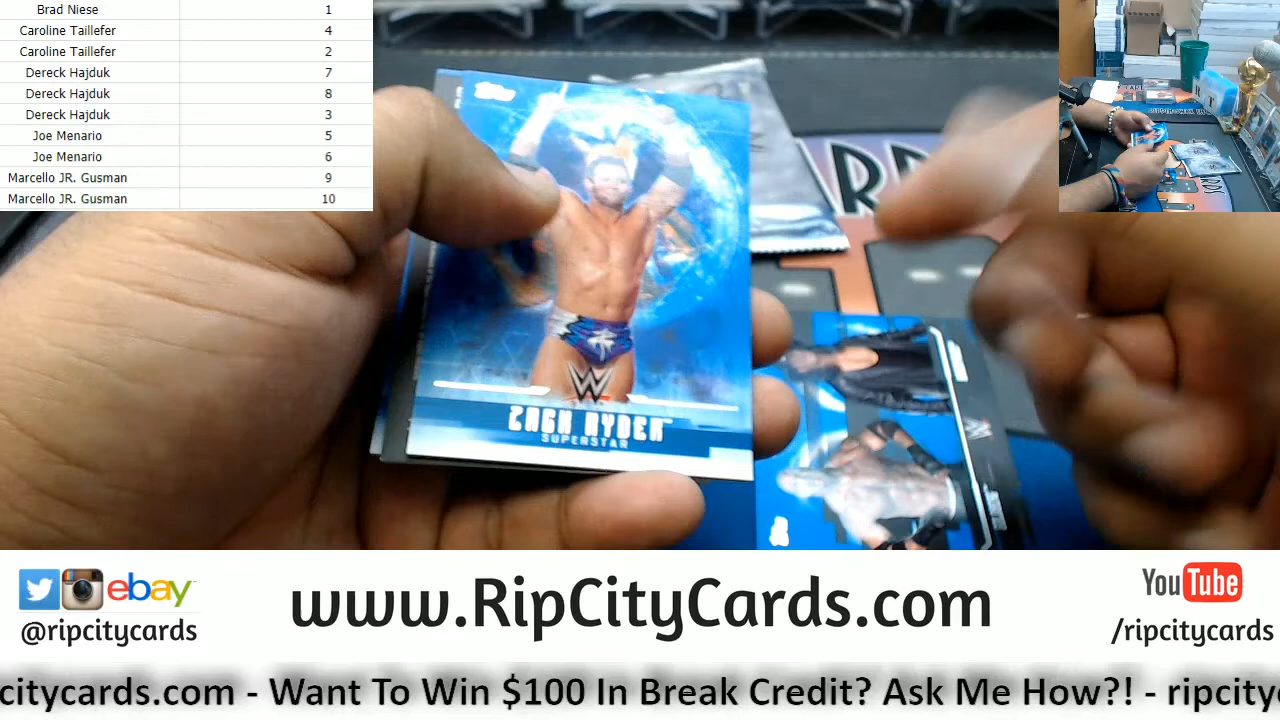 Brad Niese 1
Caroline Taillefer 4
Caroline Taillefer 2
Dereck Hajduk 7
Dereck Hajduk 8
Dereck Hajduk 3
Joe Menario 5
Joe Menario 6
Marcello JR. Gusman 9
Marcello JR. Gusman 10
ARD
W
ZACK RYDER
SUPERSTAR
ebay
@ripcitycards
www.RipCityCards.com
YouTube
/ripcitycards
citycards.com - Want To Win $100 In Break Credit? Ask Me How?! - ripcity